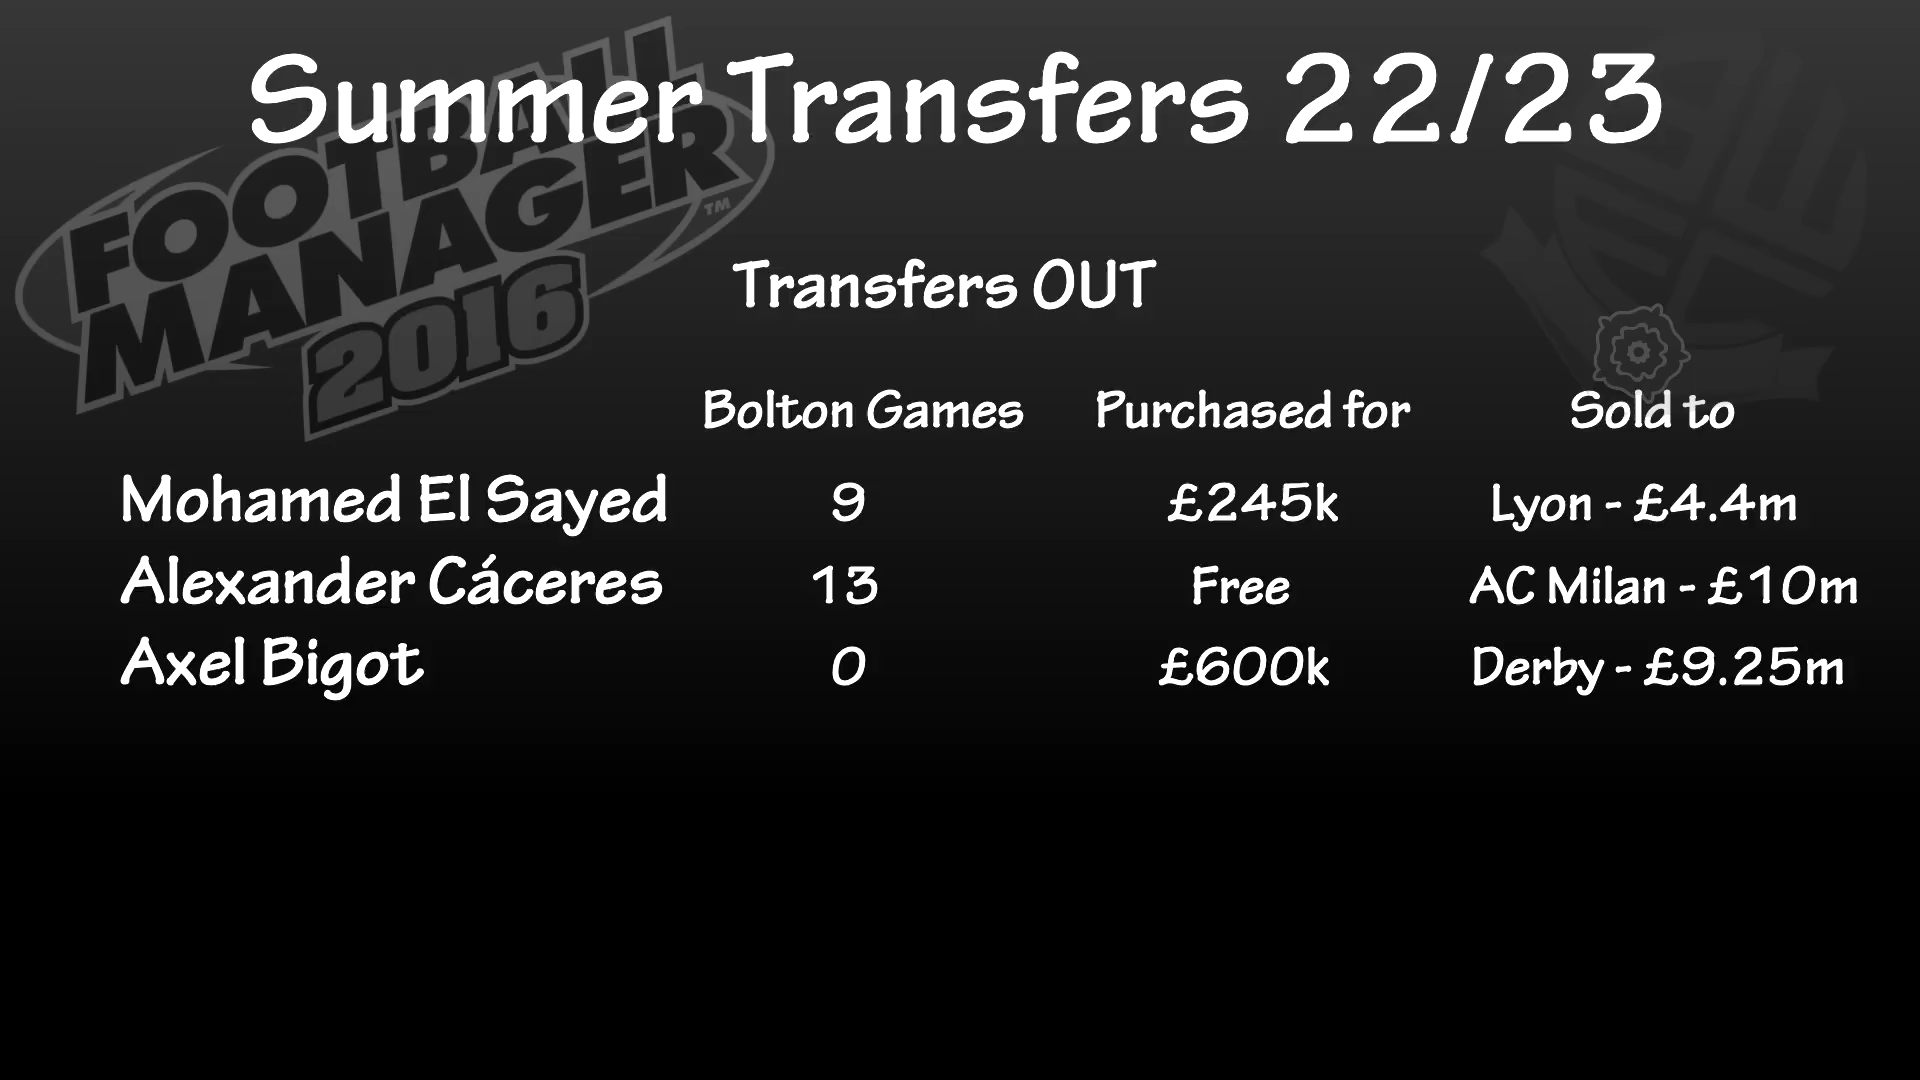 Summer Transfers 22/23
FOOTBALL
MANAGER™
2016
Transfers OUT
Bolton Games Purchased for Sold to
Mohamed El Sayed 9 £245k Lyon - £4.4m
Alexander Cáceres 13 Free AC Milan - £10m
Axel Bigot 0 £600k Derby - £9.25m